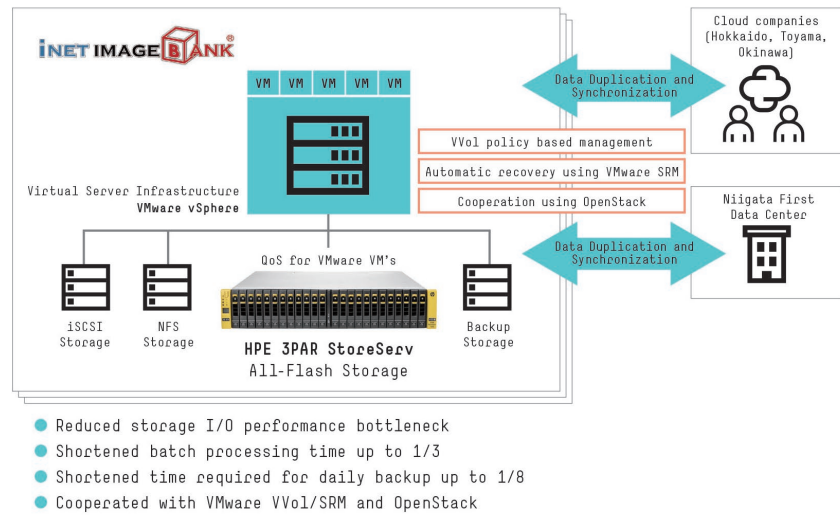 iNET IMAGE BANK®
VM VM VM VM VM
Virtual Server Infrastructure
VMware vSphere
Data Duplication and
Synchronization
Cloud companies
(Hokkaido, Toyama,
Okinawa)
VVol policy based management
Automatic recovery using VMware SRM
Cooperation using OpenStack
Data Duplication and
Synchronization
Niigata First
Data Center
QoS for VMware VM's
iSCSI
Storage
NFS
Storage
HPE 3PAR StoreServ
All-Flash Storage
Backup
Storage
Reduced storage I/O performance bottleneck
Shortened batch processing time up to 1/3
Shortened time required for daily backup up to 1/8
Cooperated with VMware VVol/SRM and OpenStack